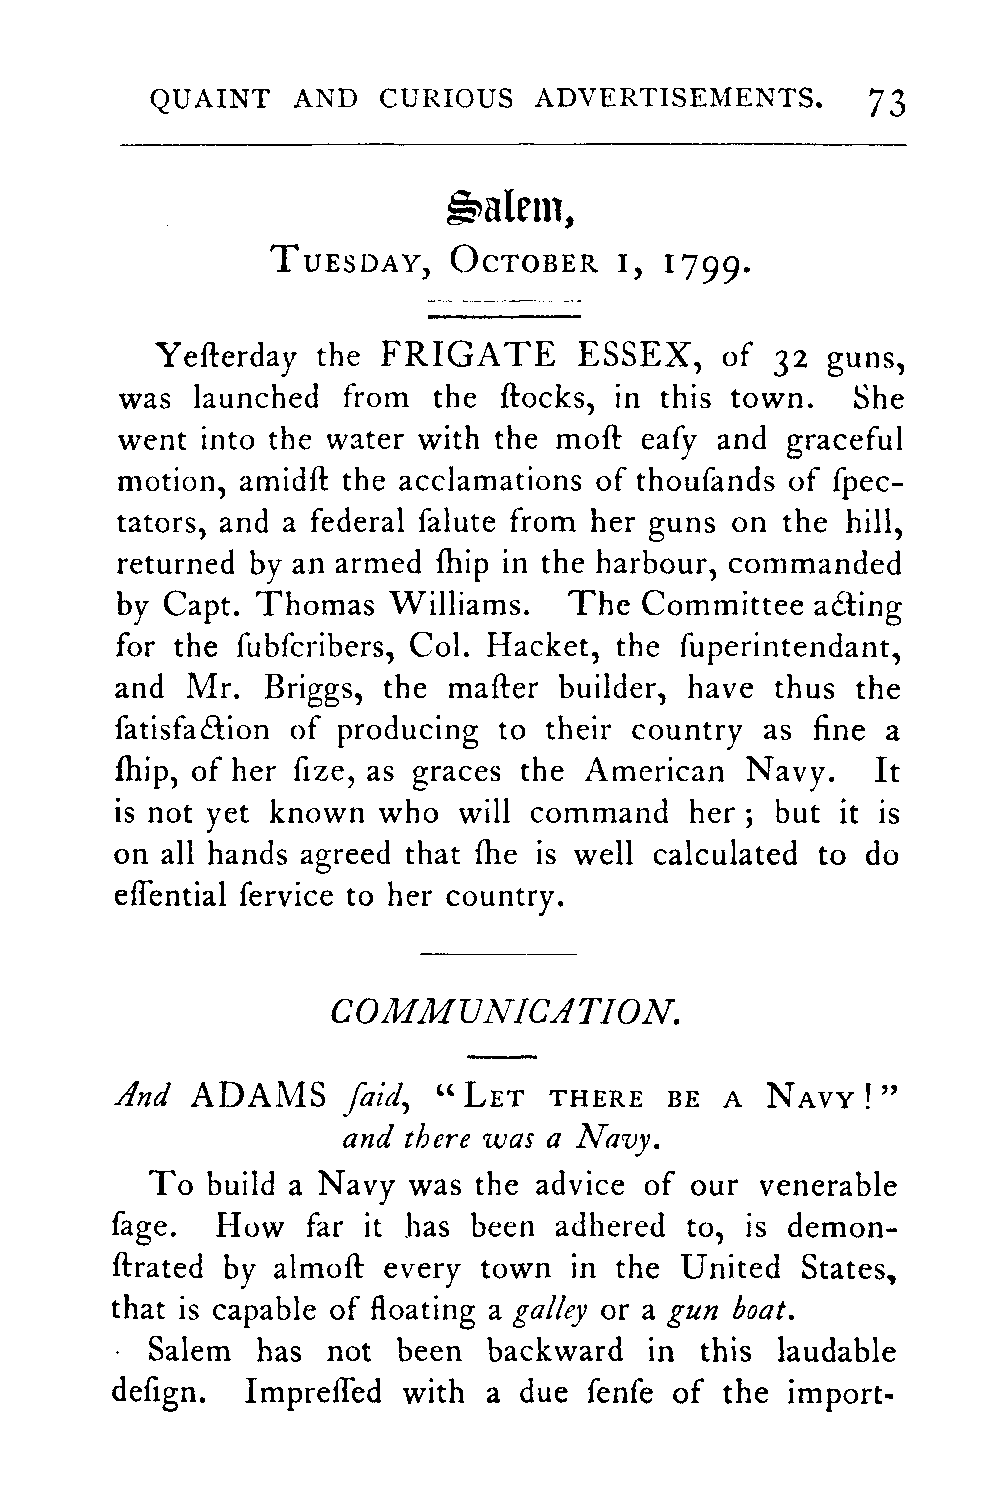 QUAINT AND CURIOUS ADVERTISEMENTS. 73
Salem,
Tuesday, October 1, 1799.
Yeſterday the FRIGATE ESSEX, of 32 guns,
was launched from the ſtocks, in this town. She
went into the water with the moſt eaſy and graceful
motion, amidſt the acclamations of thouſands of ſpec-
tators, and a federal ſalute from her guns on the hill,
returned by an armed ſhip in the harbour, commanded
by Capt. Thomas Williams. The Committee acting
for the ſubſcribers, Col. Hacket, the ſuperintendant,
and Mr. Briggs, the maſter builder, have thus the
ſatisfaction of producing to their country as fine a
ſhip, of her ſize, as graces the American Navy. It
is not yet known who will command her; but it is
on all hands agreed that ſhe is well calculated to do
eſſential ſervice to her country.
COMMUNICATION.
And ADAMS ſaid, "Let there be a Navy!"
and there was a Navy.
To build a Navy was the advice of our venerable
ſage. How far it has been adhered to, is demon-
ſtrated by almoſt every town in the United States,
that is capable of floating a galley or a gun boat.
Salem has not been backward in this laudable
deſign. Impreſſed with a due ſenſe of the import-